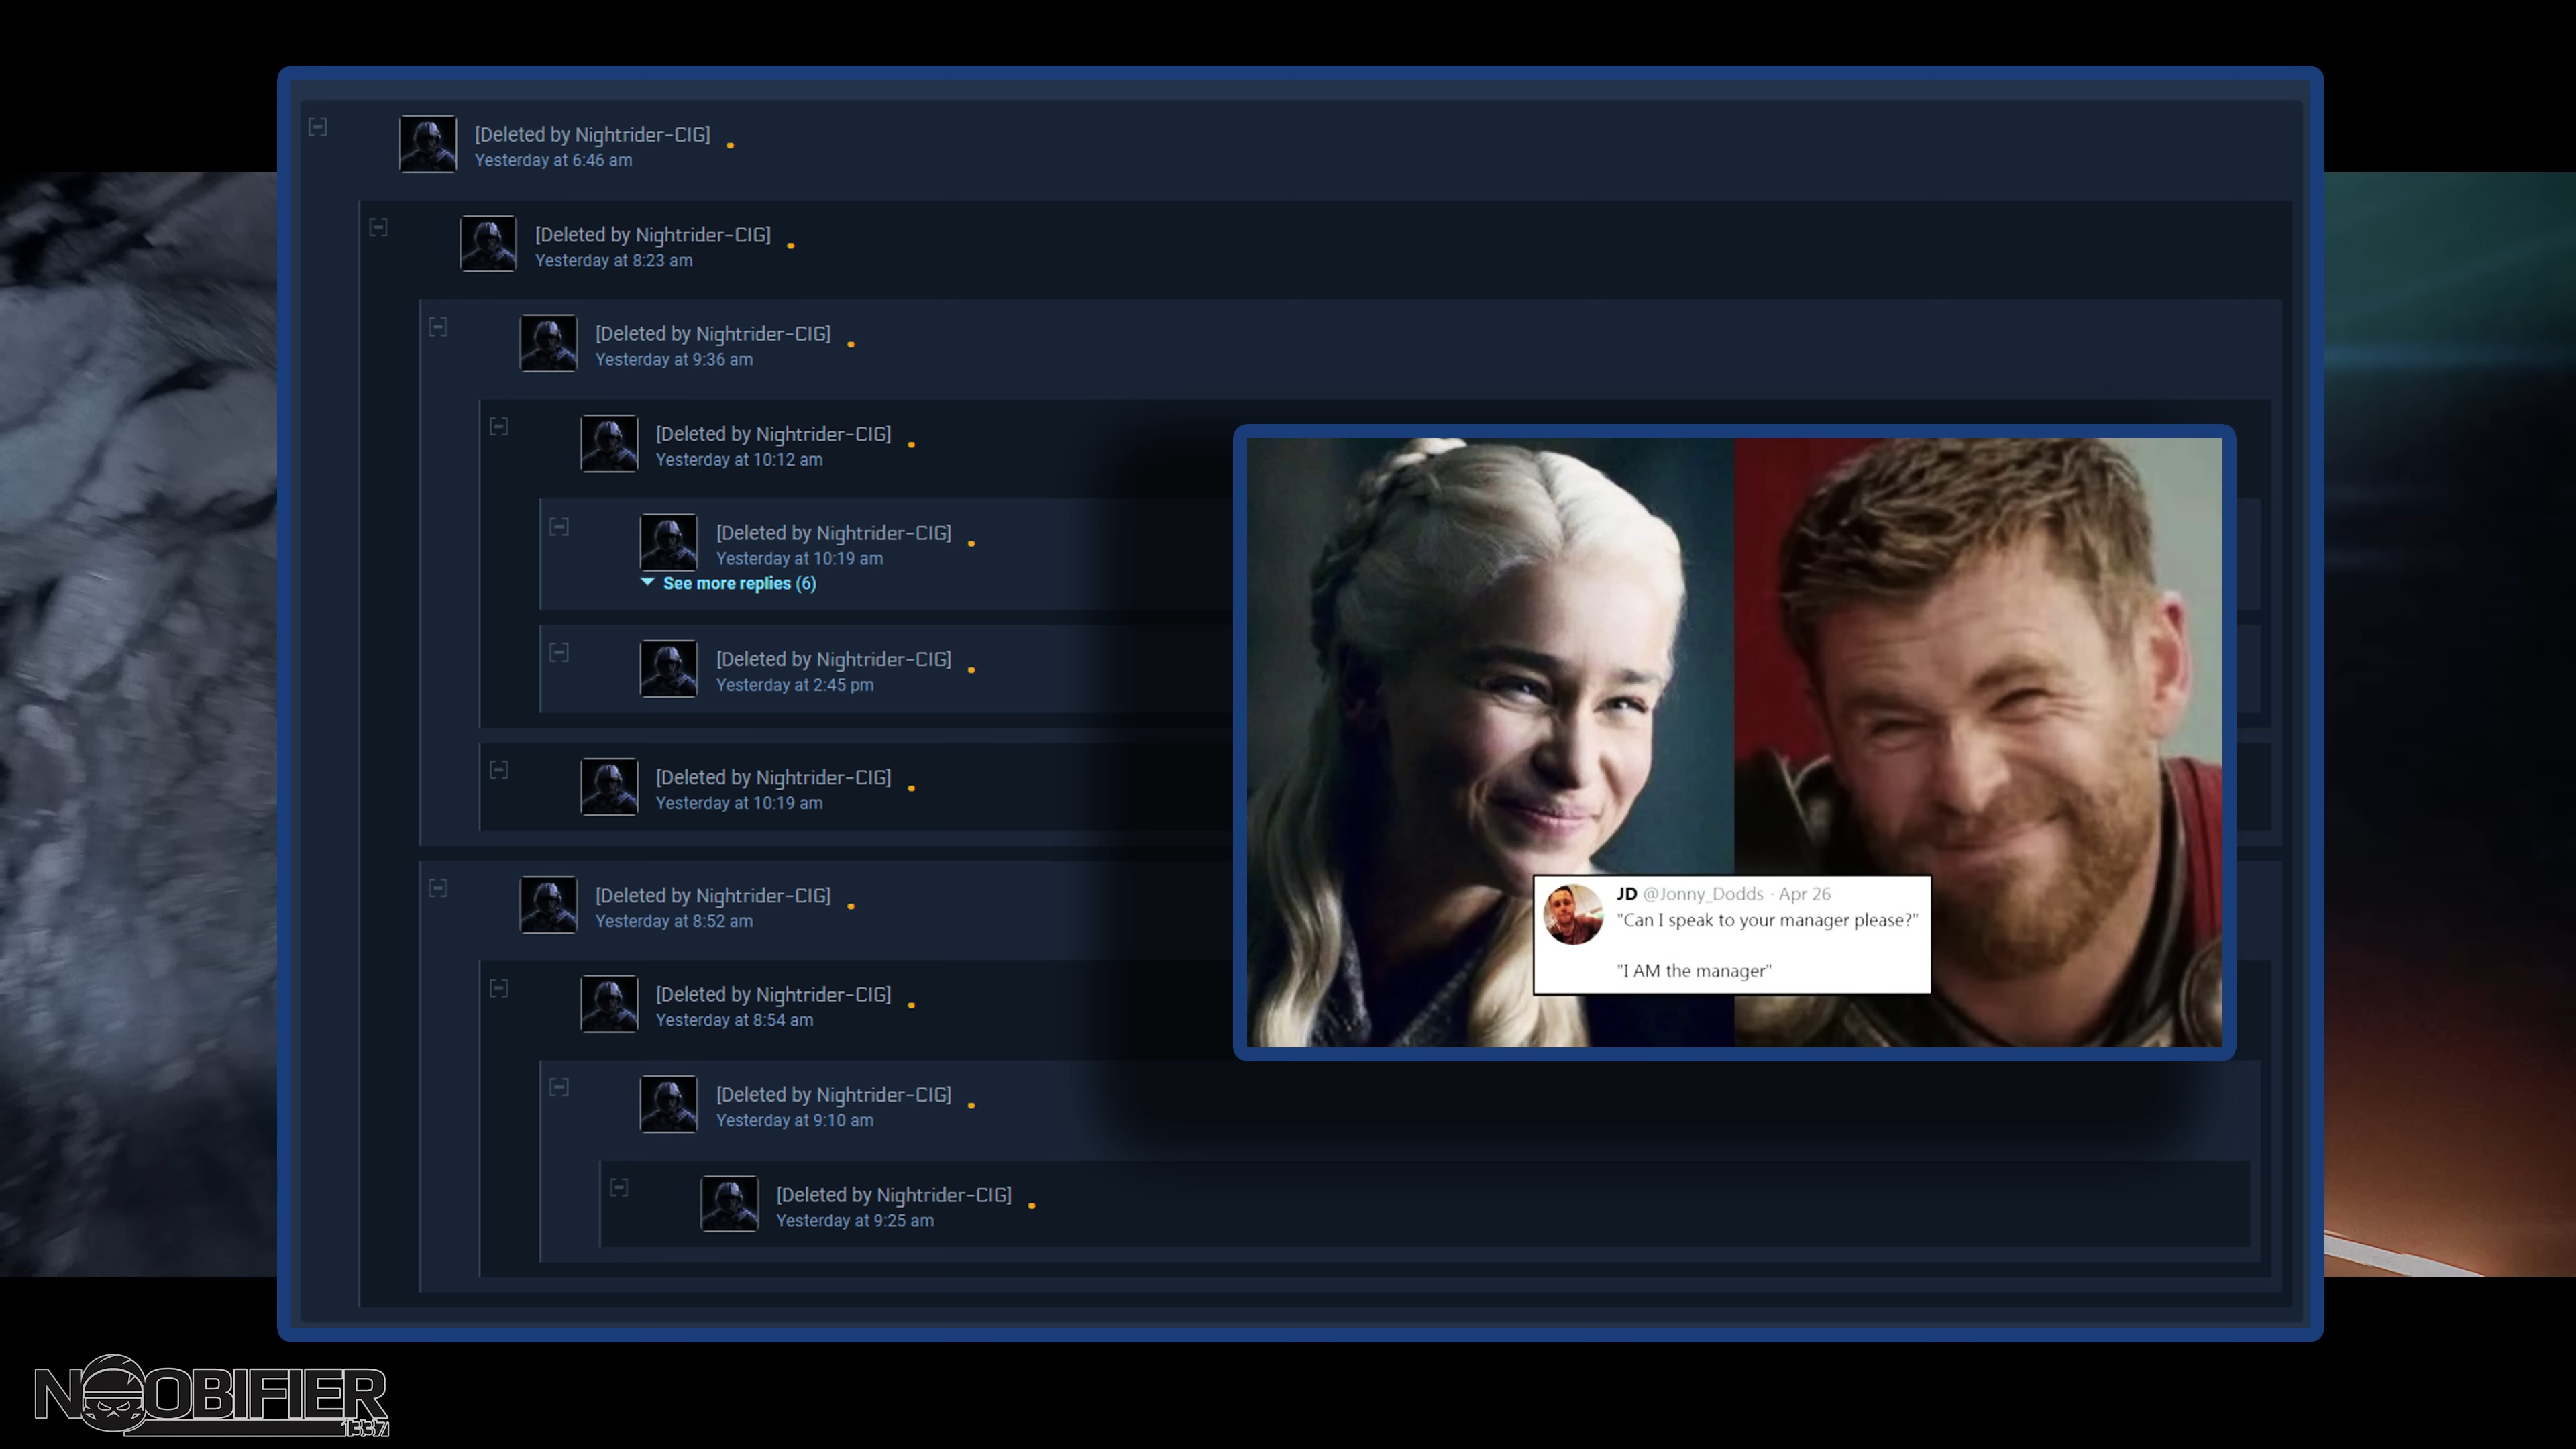 [-]
[Deleted by Nightrider-CIG]
Yesterday at 6:46 am
[-]
[Deleted by Nightrider-CIG]
Yesterday at 8:23 am
[-]
[Deleted by Nightrider-CIG]
Yesterday at 9:36 am
[-]
[Deleted by Nightrider-CIG]
Yesterday at 10:12 am
[-]
[Deleted by Nightrider-CIG]
Yesterday at 10:19 am
See more replies (6)
[-]
[Deleted by Nightrider-CIG]
Yesterday at 2:45 pm
[-]
[Deleted by Nightrider-CIG]
Yesterday at 10:19 am
[-]
[Deleted by Nightrider-CIG]
Yesterday at 8:52 am
[-]
[Deleted by Nightrider-CIG]
Yesterday at 8:54 am
[-]
[Deleted by Nightrider-CIG]
Yesterday at 9:10 am
[-]
[Deleted by Nightrider-CIG]
Yesterday at 9:25 am
JD @Jonny_Dodds · Apr 26
"Can I speak to your manager please?"
"I AM the manager"
NOOBIFIER
1337